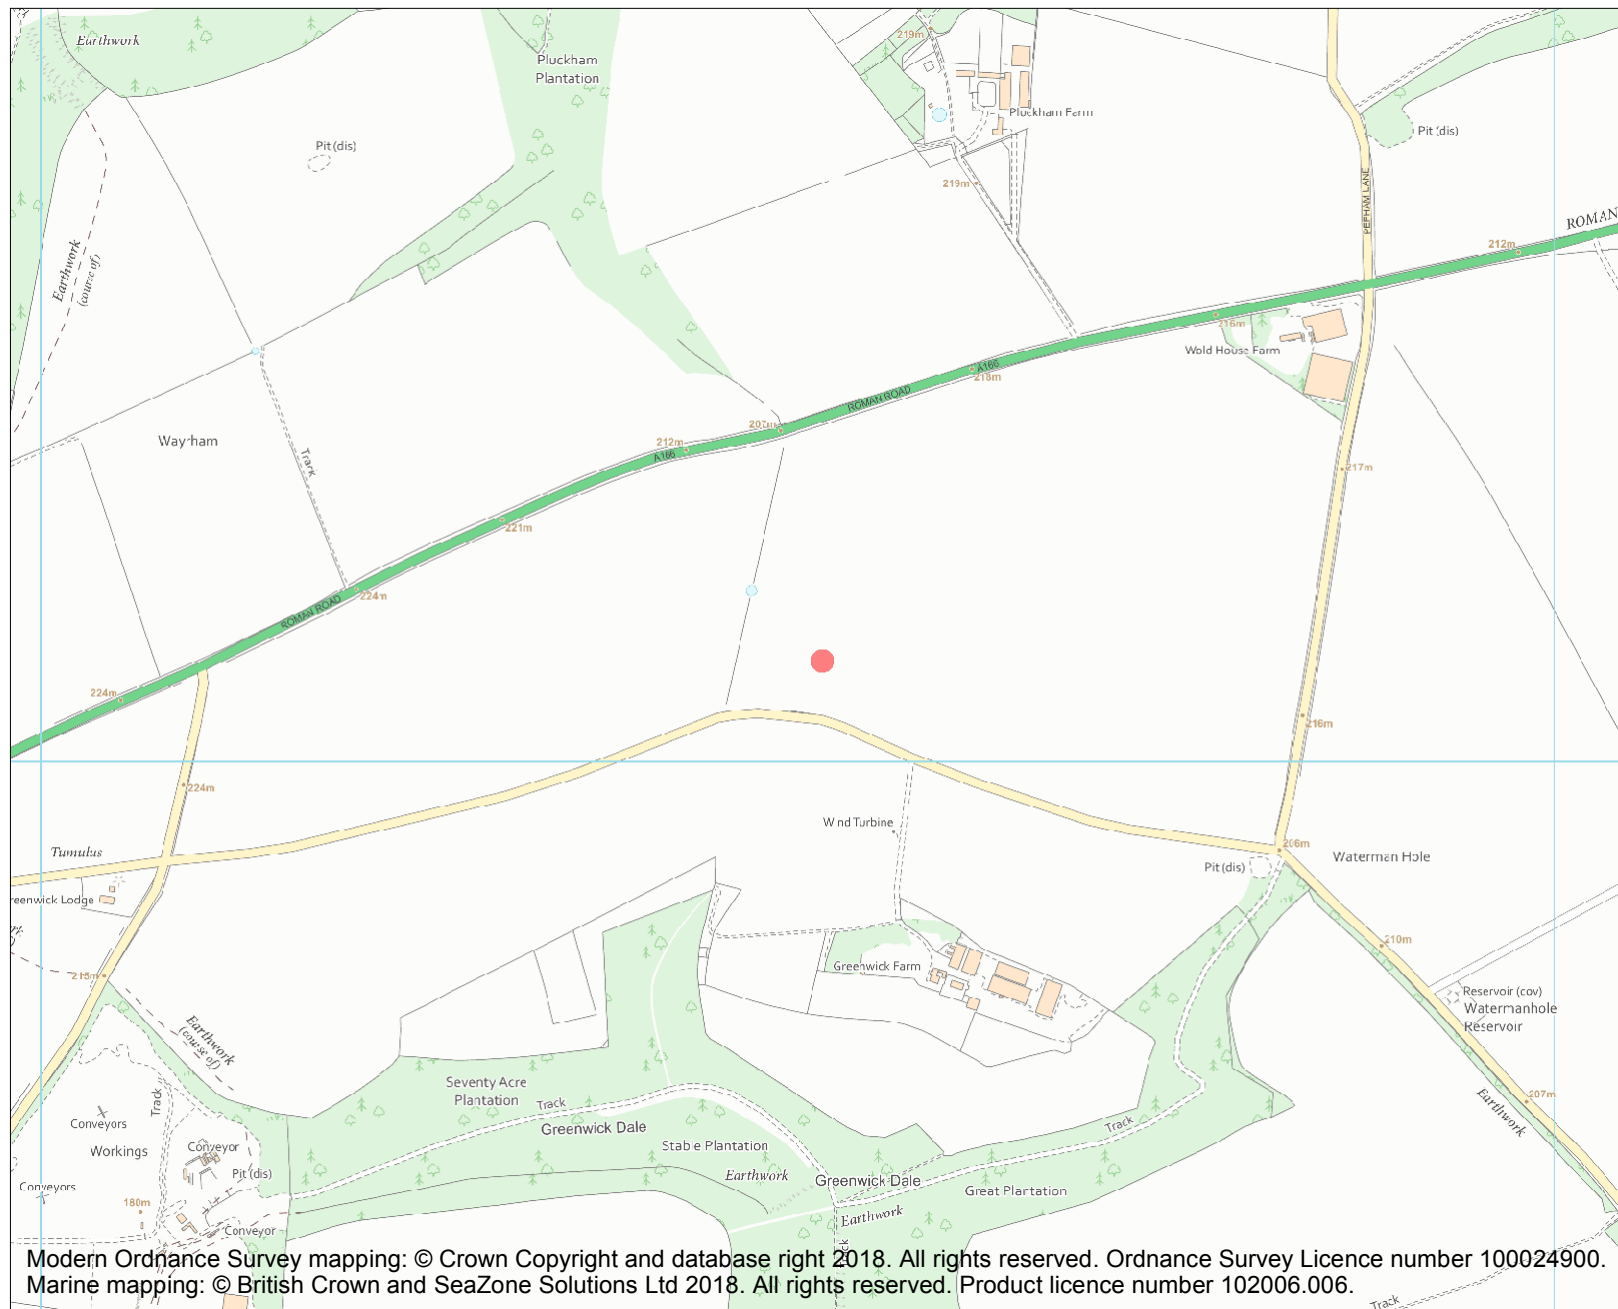 Earthwork
Pluckham
Plantation
219m
Pluckham Farm
Pit (dis)
Pit (dis)
219m
PEFHAM LANE
ROMAN
212m
Earthwork
(course of)
216m
Wold House Farm
A166
218m
ROMAN ROAD
207m
212m
A166
Wayrham
Track
217m
221m
224m
ROMAN ROAD
224m
216m
224m
Wind Turbine
206m
Waterman Hole
Tumulus
Pit (dis)
reenwick Lodge
210m
Greenwick Farm
218m
Reservoir (cov)
Watermanhole
Reservoir
Earthwork
(course of)
Seventy Acre
Plantation
Track
207m
Earthwork
Track
Conveyors
Greenwick Dale
Track
Workings
Conveyor
Stable Plantation
Pit (dis)
Earthwork
Greenwick Dale
Great Plantation
Conveyors
180m
Earthwork
Conveyor
Track
Modern Ordnance Survey mapping: © Crown Copyright and database right 2018. All rights reserved. Ordnance Survey Licence number 100024900.
Marine mapping: © British Crown and SeaZone Solutions Ltd 2018. All rights reserved. Product licence number 102006.006.
Track